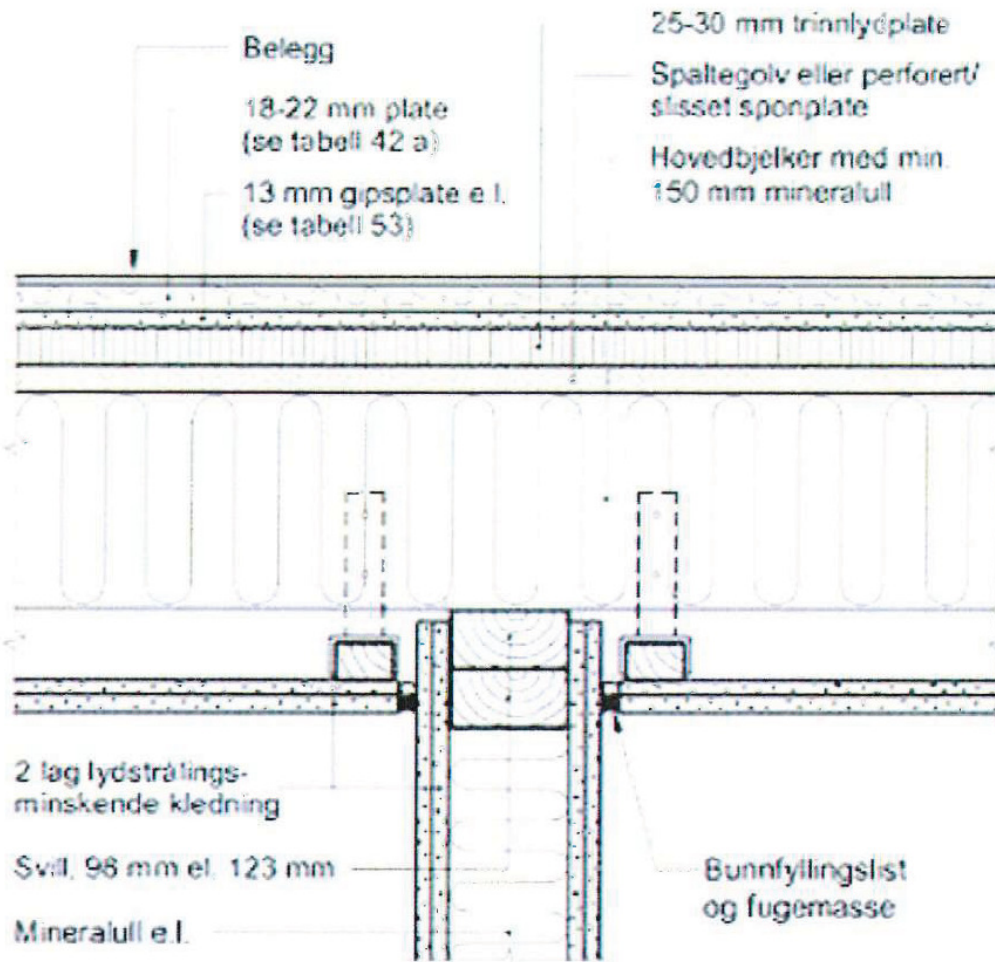 Belegg
18-22 mm plate
(se tabell 42 a)
13 mm gipsplate e.l.
(se tabell 53)
25-30 mm trinnlydplate
Spaltegolv eller perforert/
slisset sponplate
Hovedbjelker med min.
150 mm mineralull
2 lag lydstrålings-
minskende kledning
Svill, 98 mm el. 123 mm
Mineralull e.l.
Bunnfyllingslist
og fugemasse